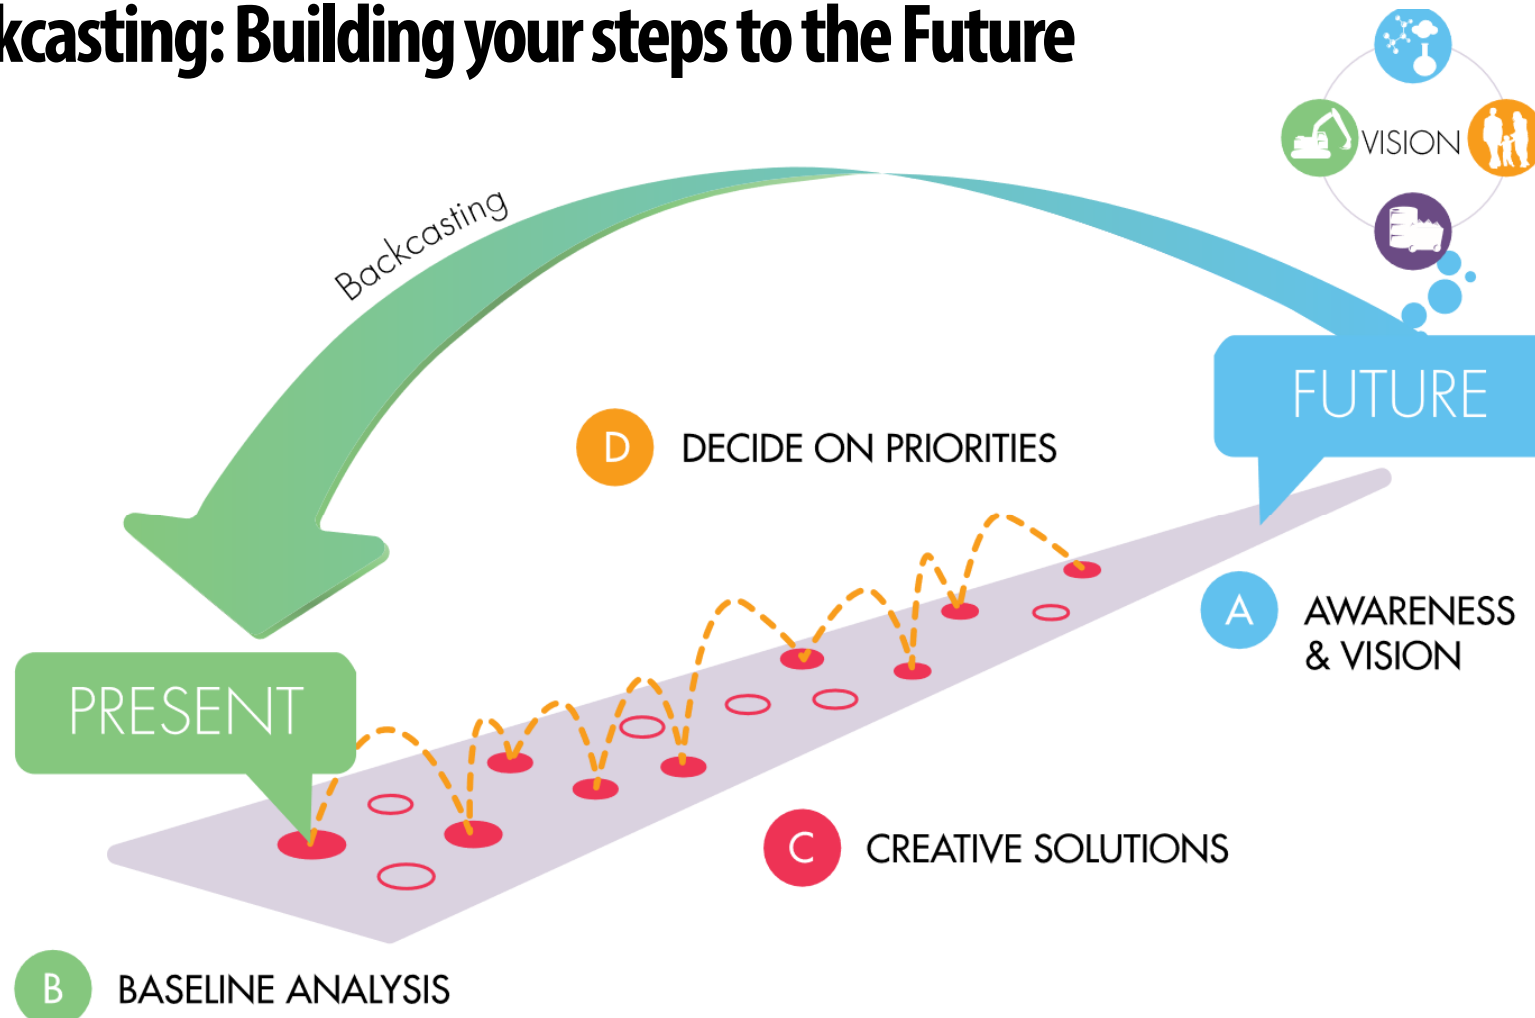 kcasting: Building your steps to the Future
VISION
Backcasting
FUTURE
D DECIDE ON PRIORITIES
A AWARENESS
& VISION
PRESENT
C CREATIVE SOLUTIONS
B BASELINE ANALYSIS